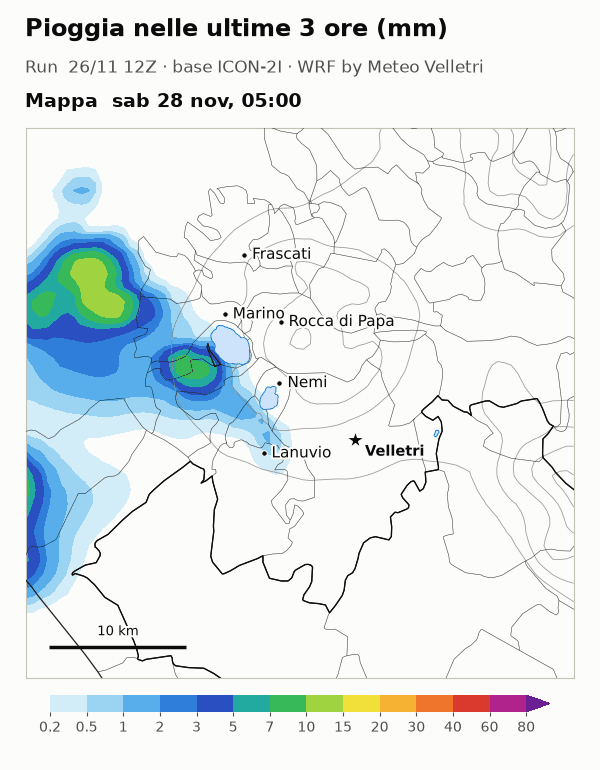 Pioggia nelle ultime 3 ore (mm)
Run  26/11 12Z · base ICON-2I · WRF by Meteo Velletri
Mappa  sab 28 nov, 05:00
Frascati
Marino
Rocca di Papa
Nemi
Velletri
Lanuvio
10 km
0.2 0.5 1 2 3 5 7 10 15 20 30 40 60 80